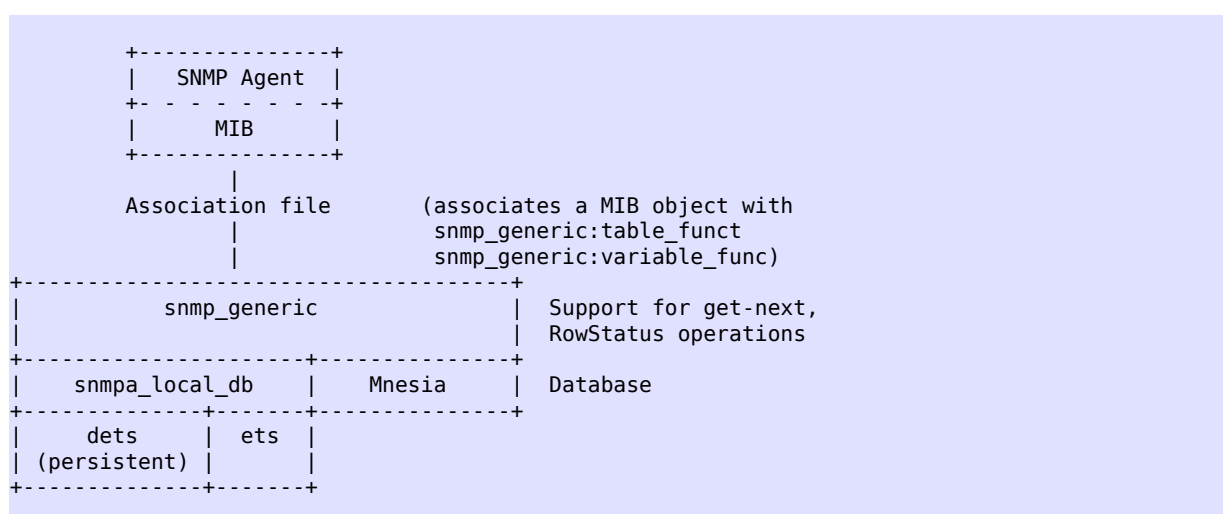 +---------------+
| SNMP Agent |
+- - - - - - - -+
| MIB |
+---------------+
|
Association file (associates a MIB object with
| snmp_generic:table_funct
| snmp_generic:variable_func)
+--------------------------------------+
| snmp_generic | Support for get-next,
| | RowStatus operations
+----------------------+---------------+
| snmpa_local_db | Mnesia | Database
+--------------+-------+---------------+
| dets | ets |
| (persistent) | |
+--------------+-------+